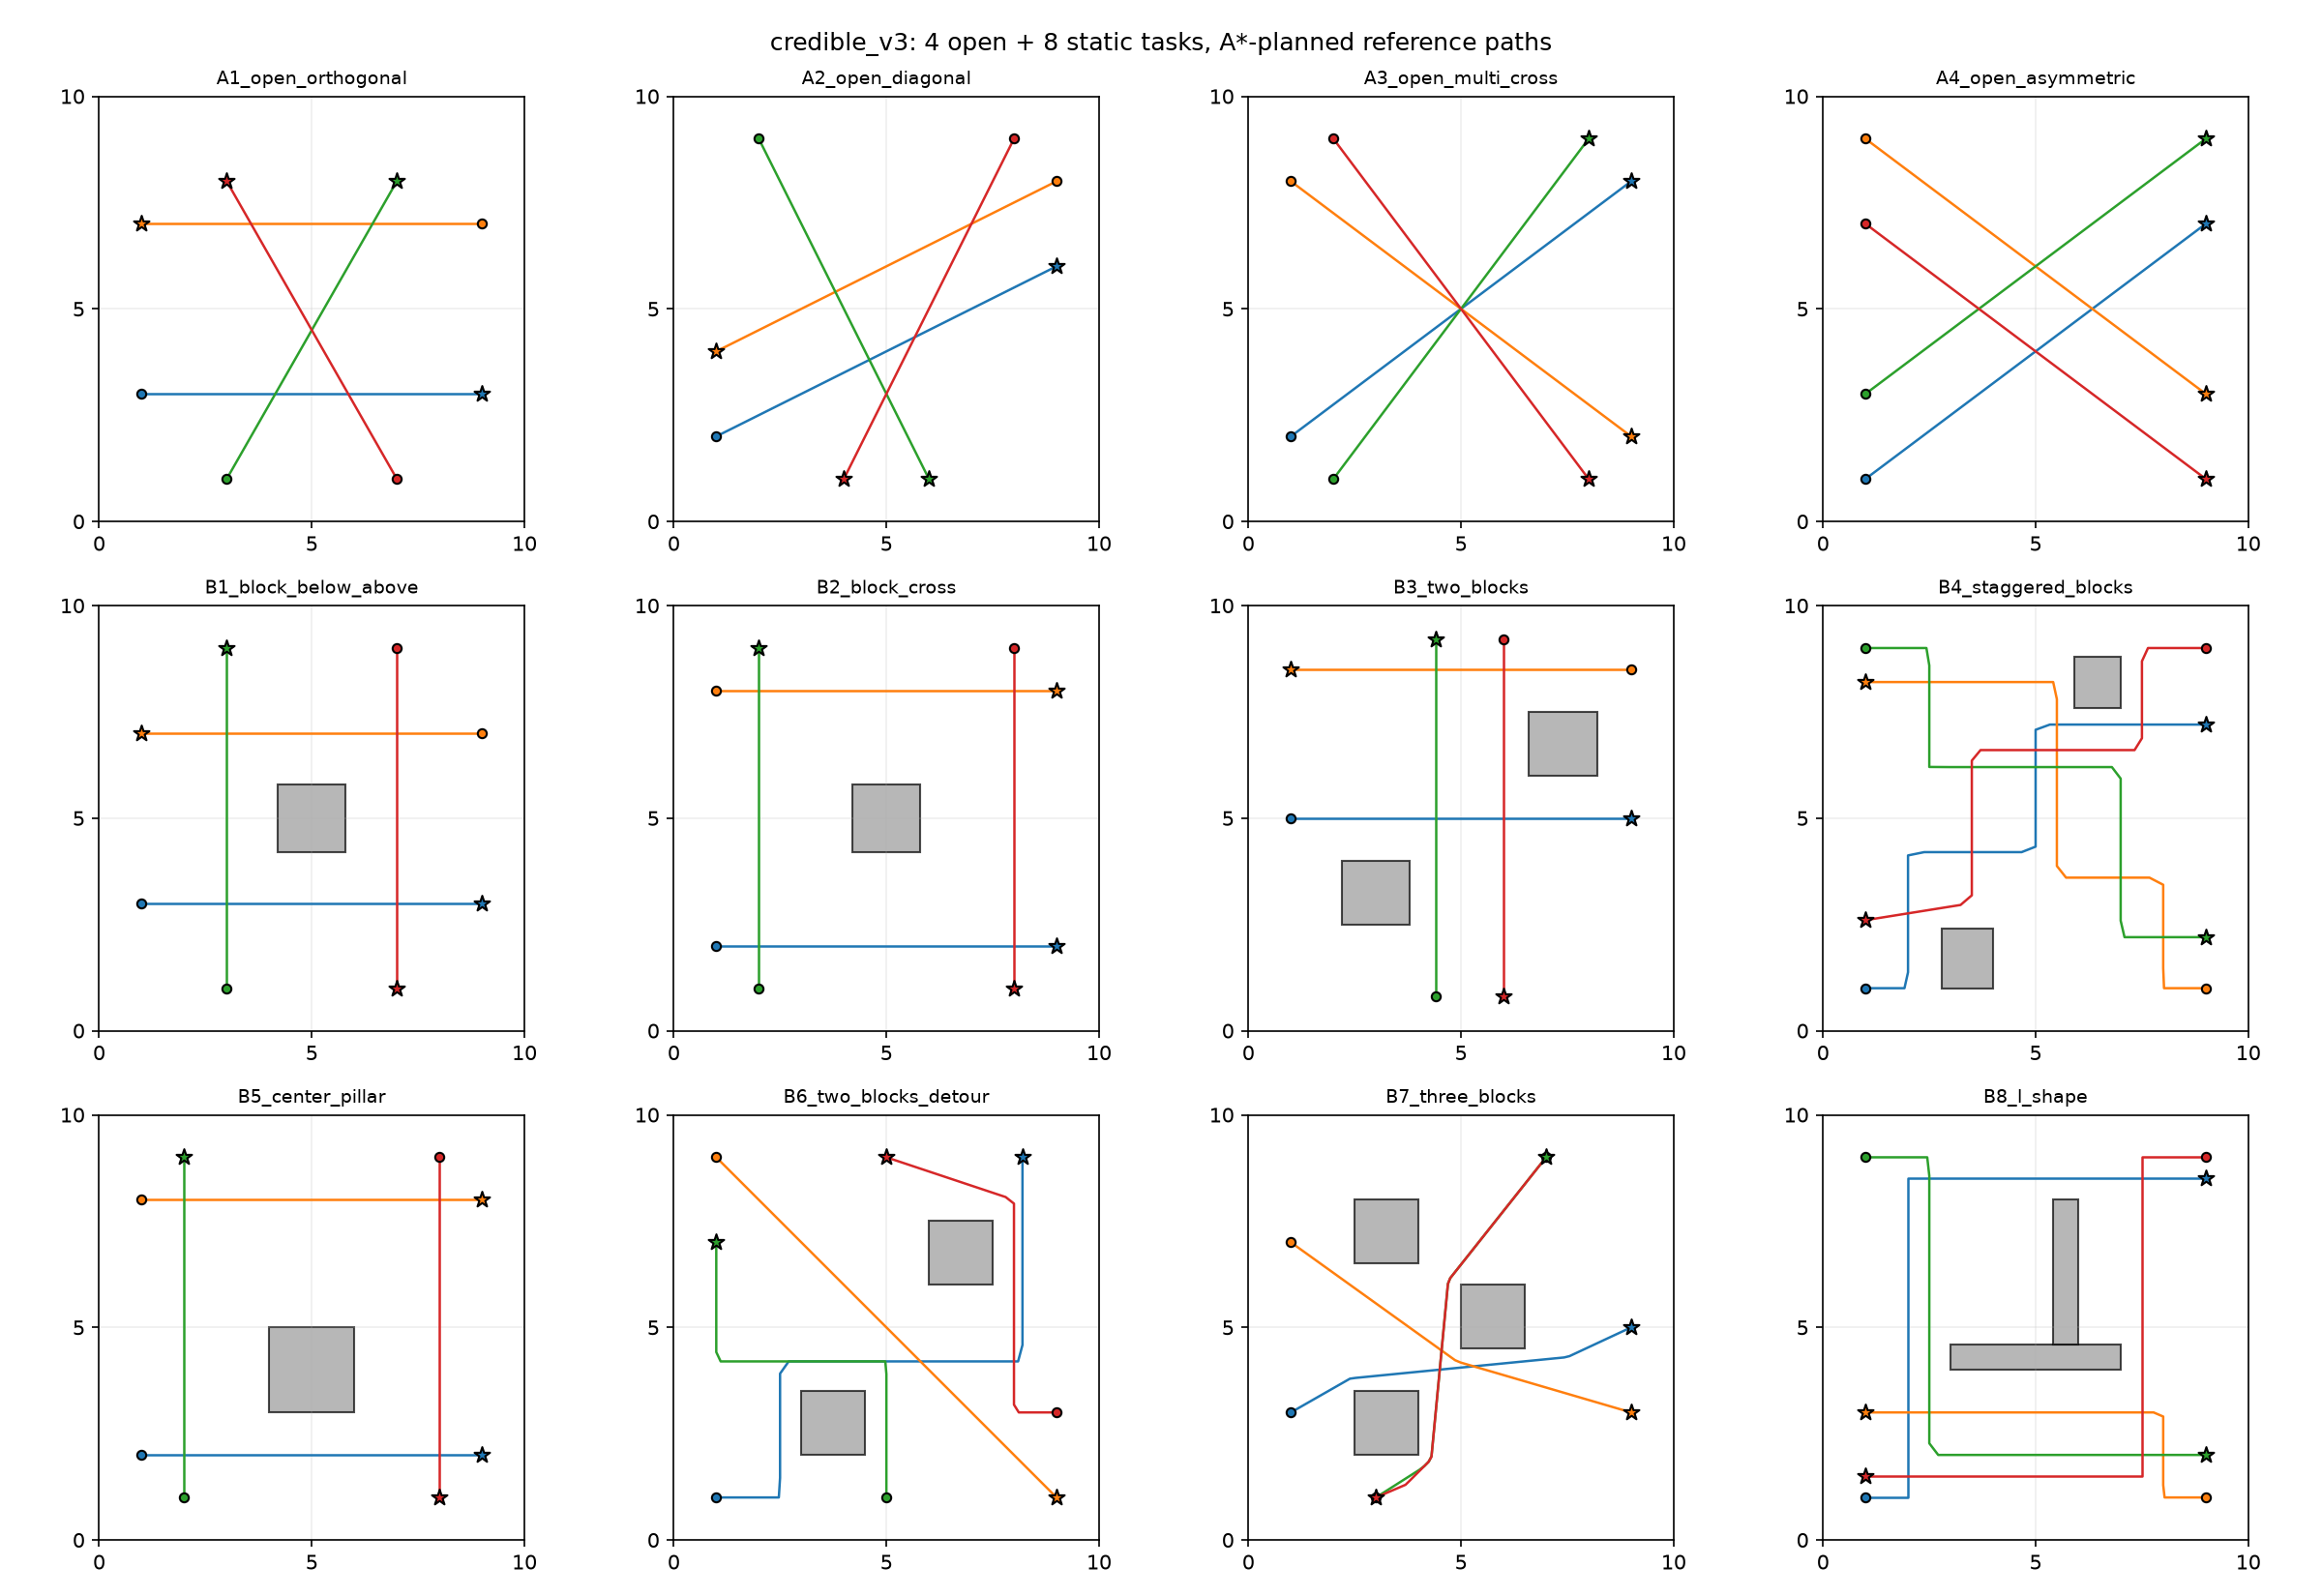 credible_v3: 4 open + 8 static tasks, A*-planned reference paths
A1_open_orthogonal
A2_open_diagonal
A3_open_multi_cross
A4_open_asymmetric
10
5
0
0 5 10
10
5
0
0 5 10
10
5
0
0 5 10
10
5
0
0 5 10
B1_block_below_above
B2_block_cross
B3_two_blocks
B4_staggered_blocks
10
5
0
0 5 10
10
5
0
0 5 10
10
5
0
0 5 10
10
5
0
0 5 10
B5_center_pillar
B6_two_blocks_detour
B7_three_blocks
B8_l_shape
10
5
0
0 5 10
10
5
0
0 5 10
10
5
0
0 5 10
10
5
0
0 5 10